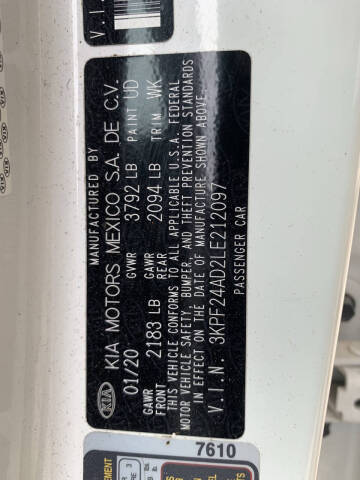 V.I.
MANUFACTURED BY
KIA KIA MOTORS MEXICO S.A. DE C.V.
01/20 GVWR 3792 LB PAINT UD
GAWR FRONT 2183 LB GAWR REAR 2094 LB TRIM WK
THIS VEHICLE CONFORMS TO ALL APPLICABLE U.S.A. FEDERAL
MOTOR VEHICLE SAFETY, BUMPER, AND THEFT PREVENTION STANDARDS
IN EFFECT ON THE DATE OF MANUFACTURE SHOWN ABOVE.
V.I.N. 3KPF24AD2LE212097
PASSENGER CAR
7610